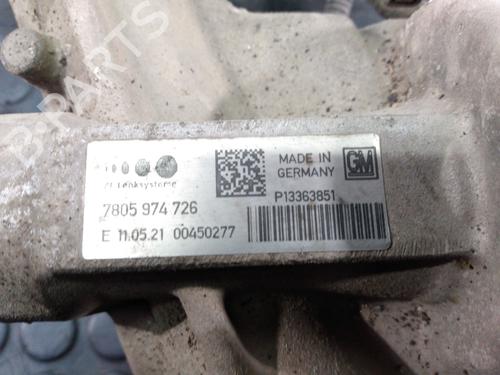 B-PARTS
ZF Lenksysteme
7805 974 726
E 11.05.21 00450277
MADE IN
GERMANY
GM
P13363851